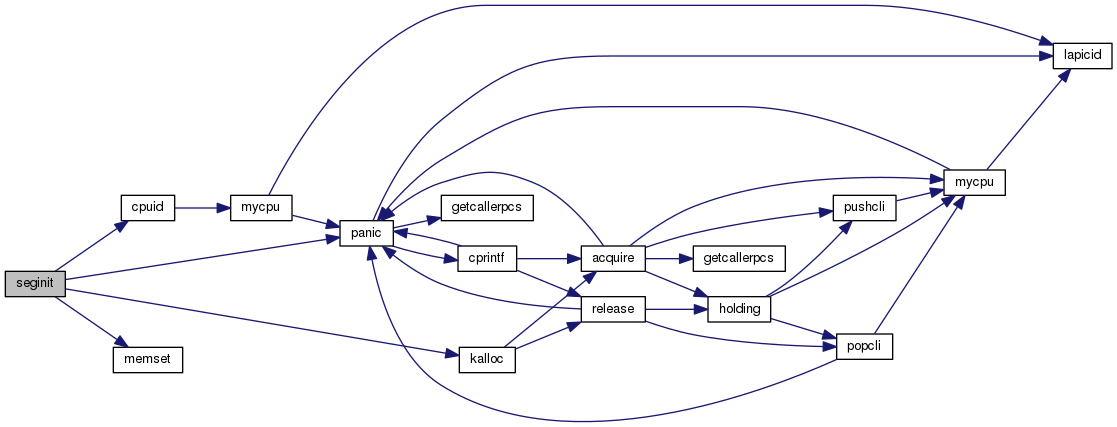 seginit
cpuid
memset
mycpu
panic
getcallerpcs
cprintf
kalloc
acquire
release
getcallerpcs
holding
pushcli
popcli
mycpu
lapicid